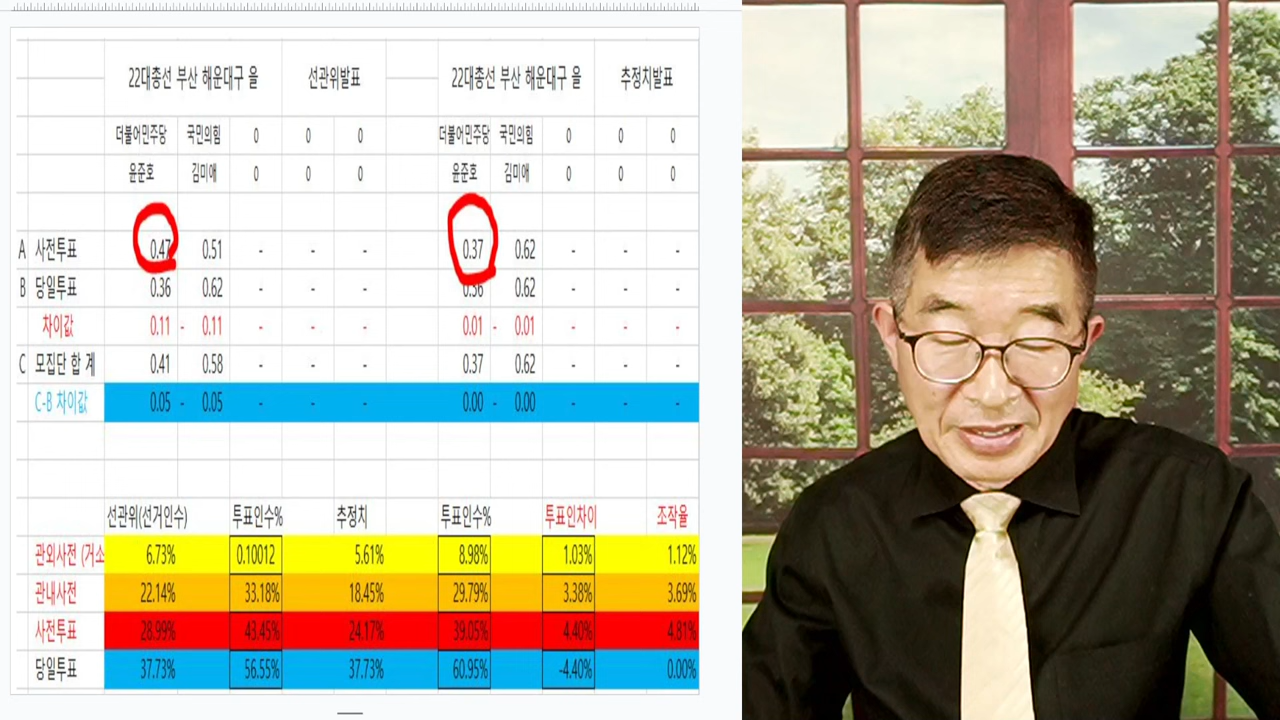 22대총선 부산 해운대구 을 선관위발표 22대총선 부산 해운대구 을 추정치발표
더불어민주당 국민의힘 0 0 0 더불어민주당 국민의힘 0 0 0
윤준호 김미애 0 0 0 윤준호 김미애 0 0 0
A 사전투표 0.47 0.51 - - - 0.37 0.62 - - -
B 당일투표 0.36 0.62 - - - 0.36 0.62 - - -
차이값 0.11 - 0.11 - - - 0.01 - 0.01 - - -
C 모집단 합 계 0.41 0.58 - - - 0.37 0.62 - - -
C-B 차이값 0.05 - 0.05 - - - 0.00 - 0.00 - - -
선관위(선거인수) 투표인수% 추정치 투표인수% 투표인차이 조작율
관외사전 (거소 6.73% 0.10012 5.61% 8.98% 1.03% 1.12%
관내사전 22.14% 33.18% 18.45% 29.79% 3.38% 3.69%
사전투표 28.99% 43.45% 24.17% 39.05% 4.40% 4.81%
당일투표 37.73% 56.55% 37.73% 60.95% -4.40% 0.00%